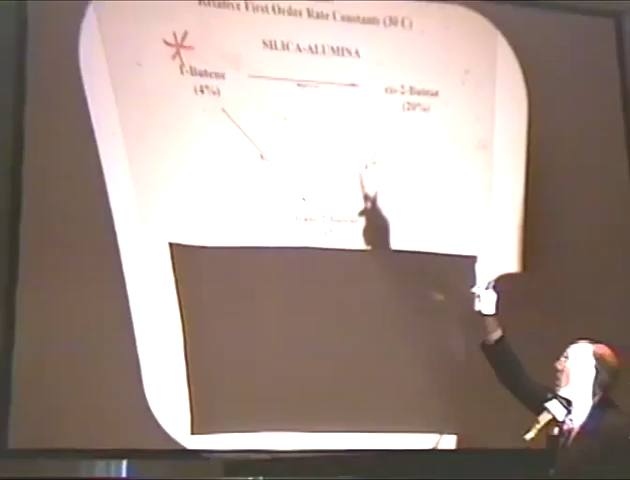 Relative First Order Rate Constants (30 C)
SILICA-ALUMINA
1-Butene
(4%)
cis-2-Butene
(20%)